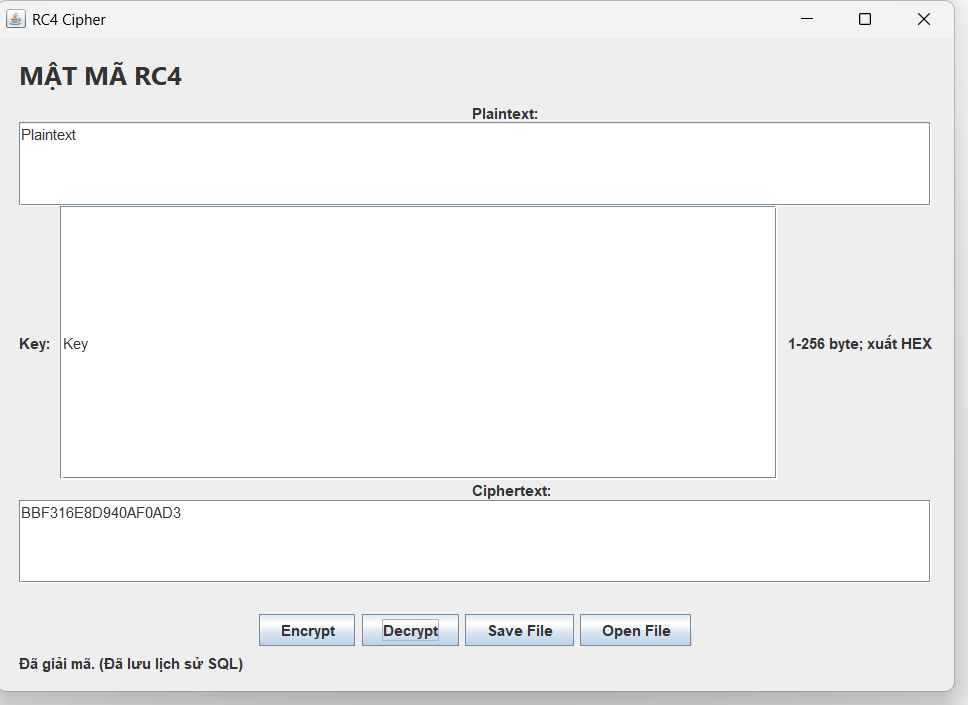 RC4 Cipher
MẬT MÃ RC4
Plaintext:
Plaintext
Key:
Key
1-256 byte; xuất HEX
Ciphertext:
BBF316E8D940AF0AD3
Encrypt
Decrypt
Save File
Open File
Đã giải mã. (Đã lưu lịch sử SQL)